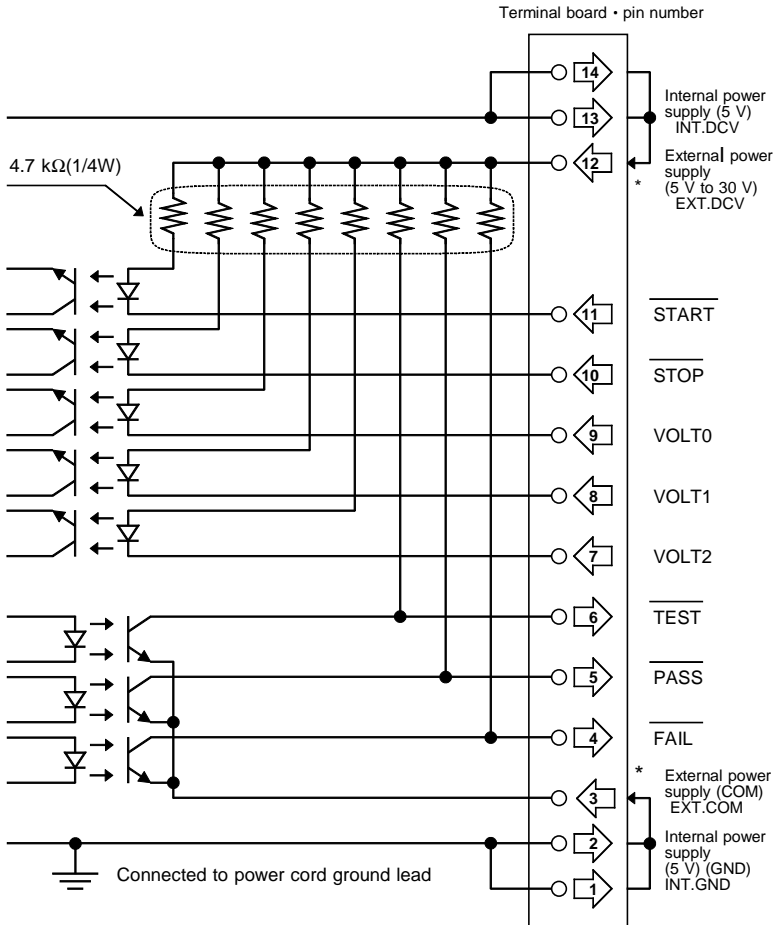 Terminal board • pin number
14
13
Internal power
supply (5 V)
INT.DCV
4.7 kΩ(1/4W)
12
*
External power
supply
(5 V to 30 V)
EXT.DCV
11
START
10
STOP
9
VOLT0
8
VOLT1
7
VOLT2
6
TEST
5
PASS
4
FAIL
*
3
External power
supply (COM)
EXT.COM
2
Internal power
supply
(5 V) (GND)
INT.GND
Connected to power cord ground lead
1